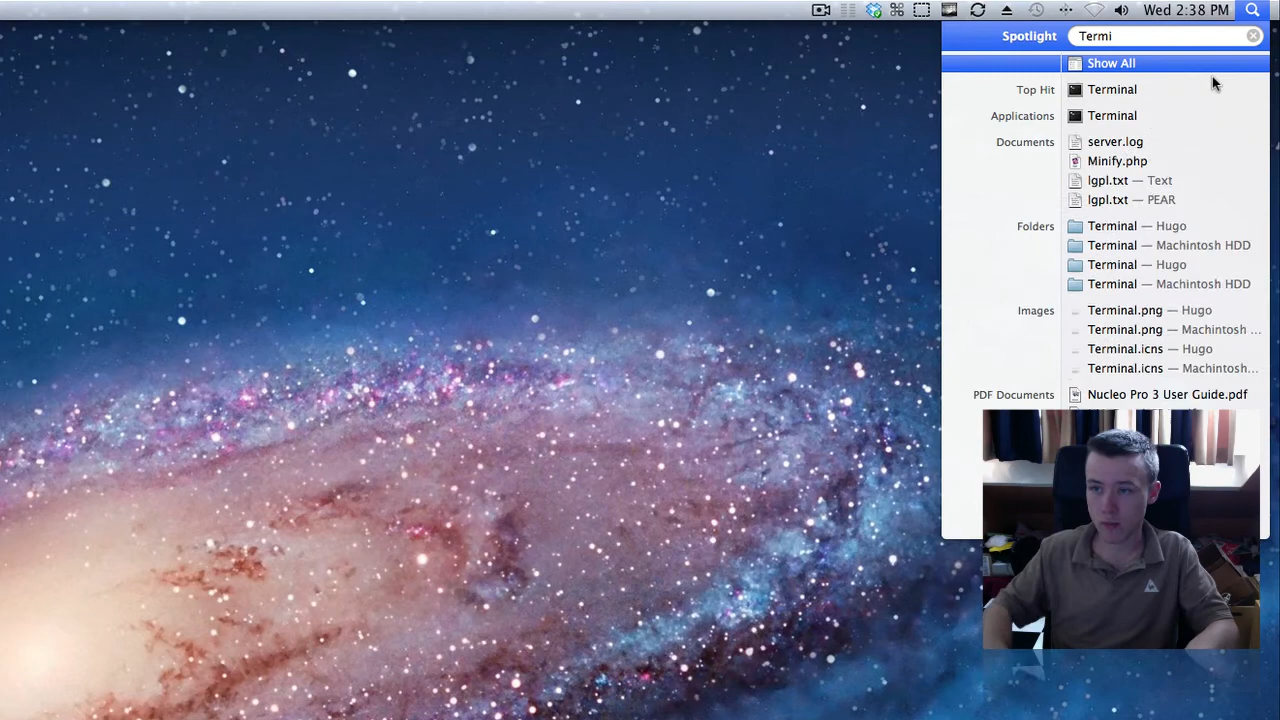 Wed 2:38 PM
Spotlight Termi
Show All
Top Hit Terminal
Applications Terminal
Documents server.log
Minify.php
lgpl.txt — Text
lgpl.txt — PEAR
Folders Terminal — Hugo
Terminal — Machintosh HDD
Terminal — Hugo
Terminal — Machintosh HDD
Images Terminal.png — Hugo
Terminal.png — Machintosh ...
Terminal.icns — Hugo
Terminal.icns — Machintosh...
PDF Documents Nucleo Pro 3 User Guide.pdf